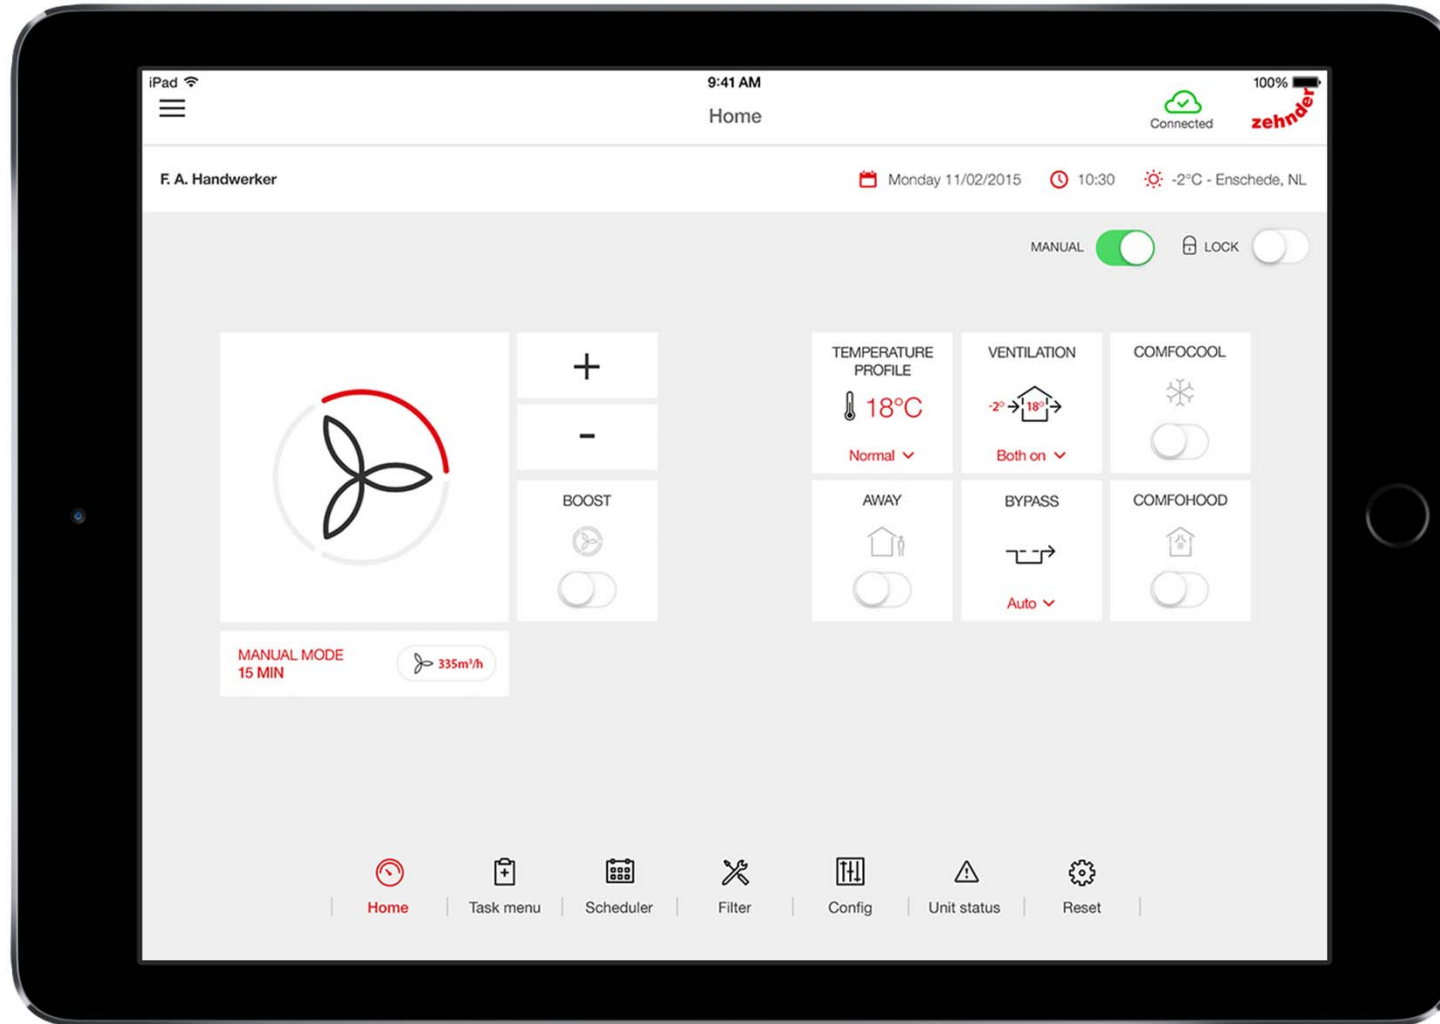 iPad
9:41 AM
100%
Home
Connected
zehnder
F. A. Handwerker
Monday 11/02/2015
10:30
-2°C - Enschede, NL
MANUAL
LOCK
+
-
BOOST
MANUAL MODE
15 MIN
335m³/h
TEMPERATURE
PROFILE
18°C
Normal
VENTILATION
-2° 18°
Both on
COMFOCOOL
AWAY
BYPASS
Auto
COMFOHOOD
Home
Task menu
Scheduler
Filter
Config
Unit status
Reset